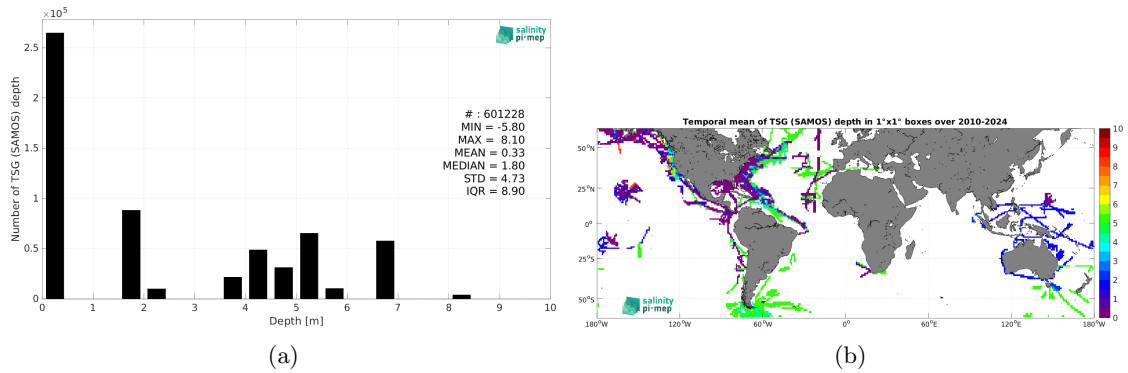 ×10⁵
2.5
2
1.5
1
0.5
0
0 1 2 3 4 5 6 7 8 9 10
Number of TSG (SAMOS) depth
Depth [m]
salinity
pi-mep
# : 601228
MIN = -5.80
MAX = 8.10
MEAN = 0.33
MEDIAN = 1.80
STD = 4.73
IQR = 8.90
(a)
Temporal mean of TSG (SAMOS) depth in 1°x1° boxes over 2010-2024
50°N
25°N
0°
25°S
50°S
180°W 120°W 60°W 0°W 60°W 120°W 180°W
10
9
8
7
6
5
4
3
2
1
0
salinity
pi-mep
(b)